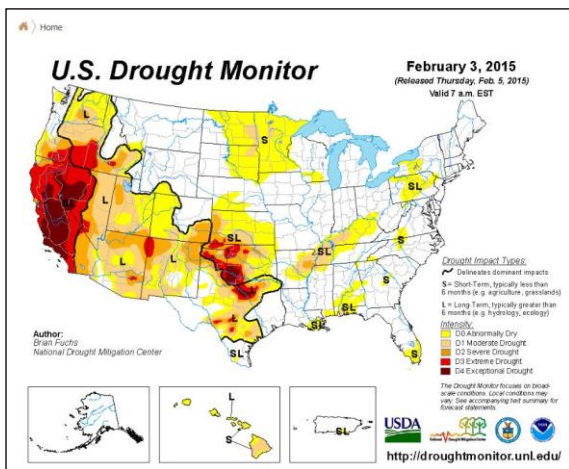 Home
U.S. Drought Monitor
February 3, 2015
(Released Thursday, Feb. 5, 2015)
Valid 7 a.m. EST
L
S
SL
L
SL
SL
S
L
L
S
L
SL
SL
S
SL
Drought Impact Types:
Delineates dominant impacts
S = Short-Term, typically less than
6 months (e.g. agriculture, grasslands)
L = Long-Term, typically greater than
6 months (e.g. hydrology, ecology)
Intensity:
D0 Abnormally Dry
D1 Moderate Drought
D2 Severe Drought
D3 Extreme Drought
D4 Exceptional Drought
Author:
Brian Fuchs
National Drought Mitigation Center
The Drought Monitor focuses on broad-
scale conditions. Local conditions may
vary. See accompanying text summary for
forecast statements.
L
S
SL
USDA
National Drought Mitigation Center
http://droughtmonitor.unl.edu/